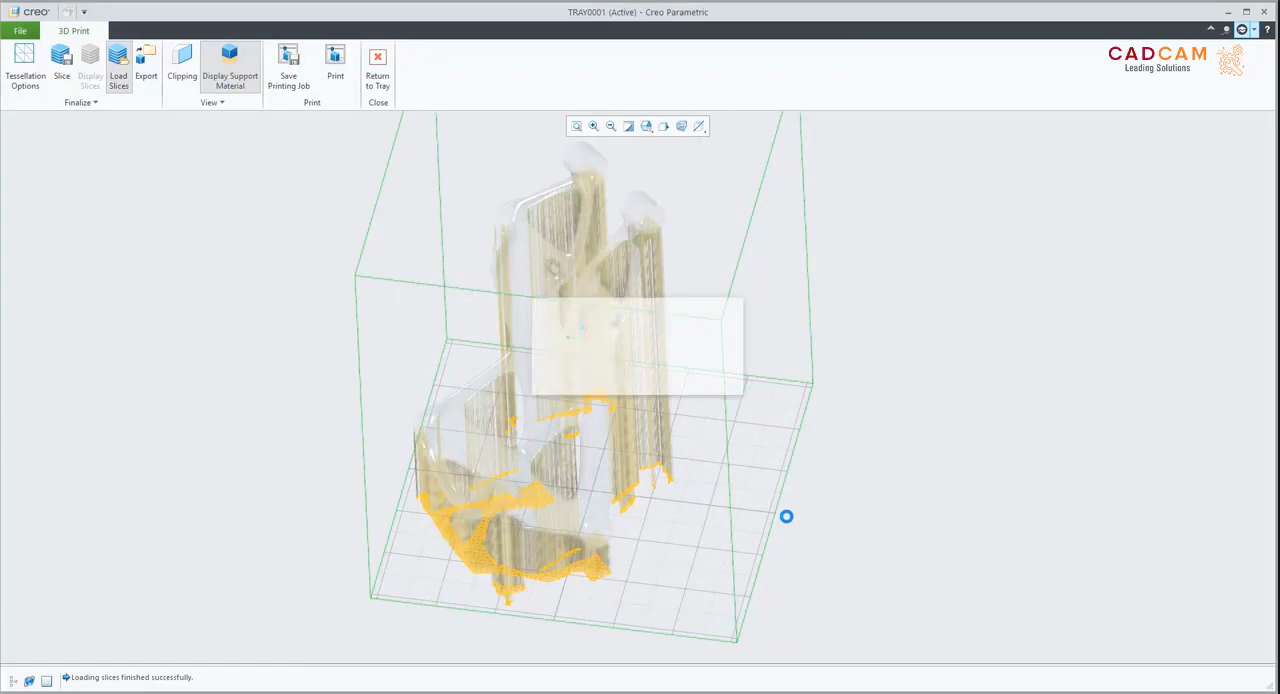 creo
TRAY0001 (Active) - Creo Parametric
File
3D Print
Tessellation Options
Slice
Display Slices
Load Slices
Export
Clipping
Display Support Material
Save Printing Job
Print
Return to Tray
Finalize
View
Print
Close
CADCAM
Leading Solutions
Loading slices finished successfully.